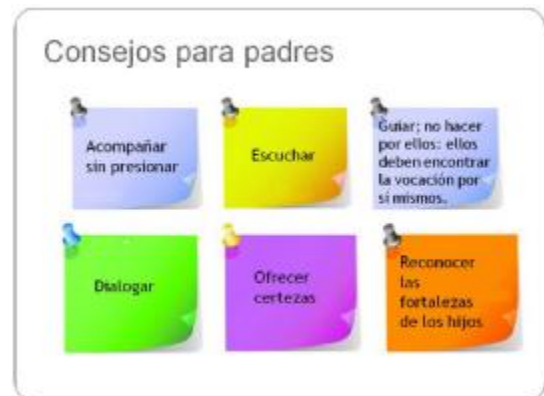 Consejos para padres
Acompañar
sin presionar
Escuchar
Guiar; no hacer
por ellos: ellos
deben encontrar
la vocación por
sí mismos.
Dialogar
Ofrecer
certezas
Reconocer
las
fortalezas
de los hijos